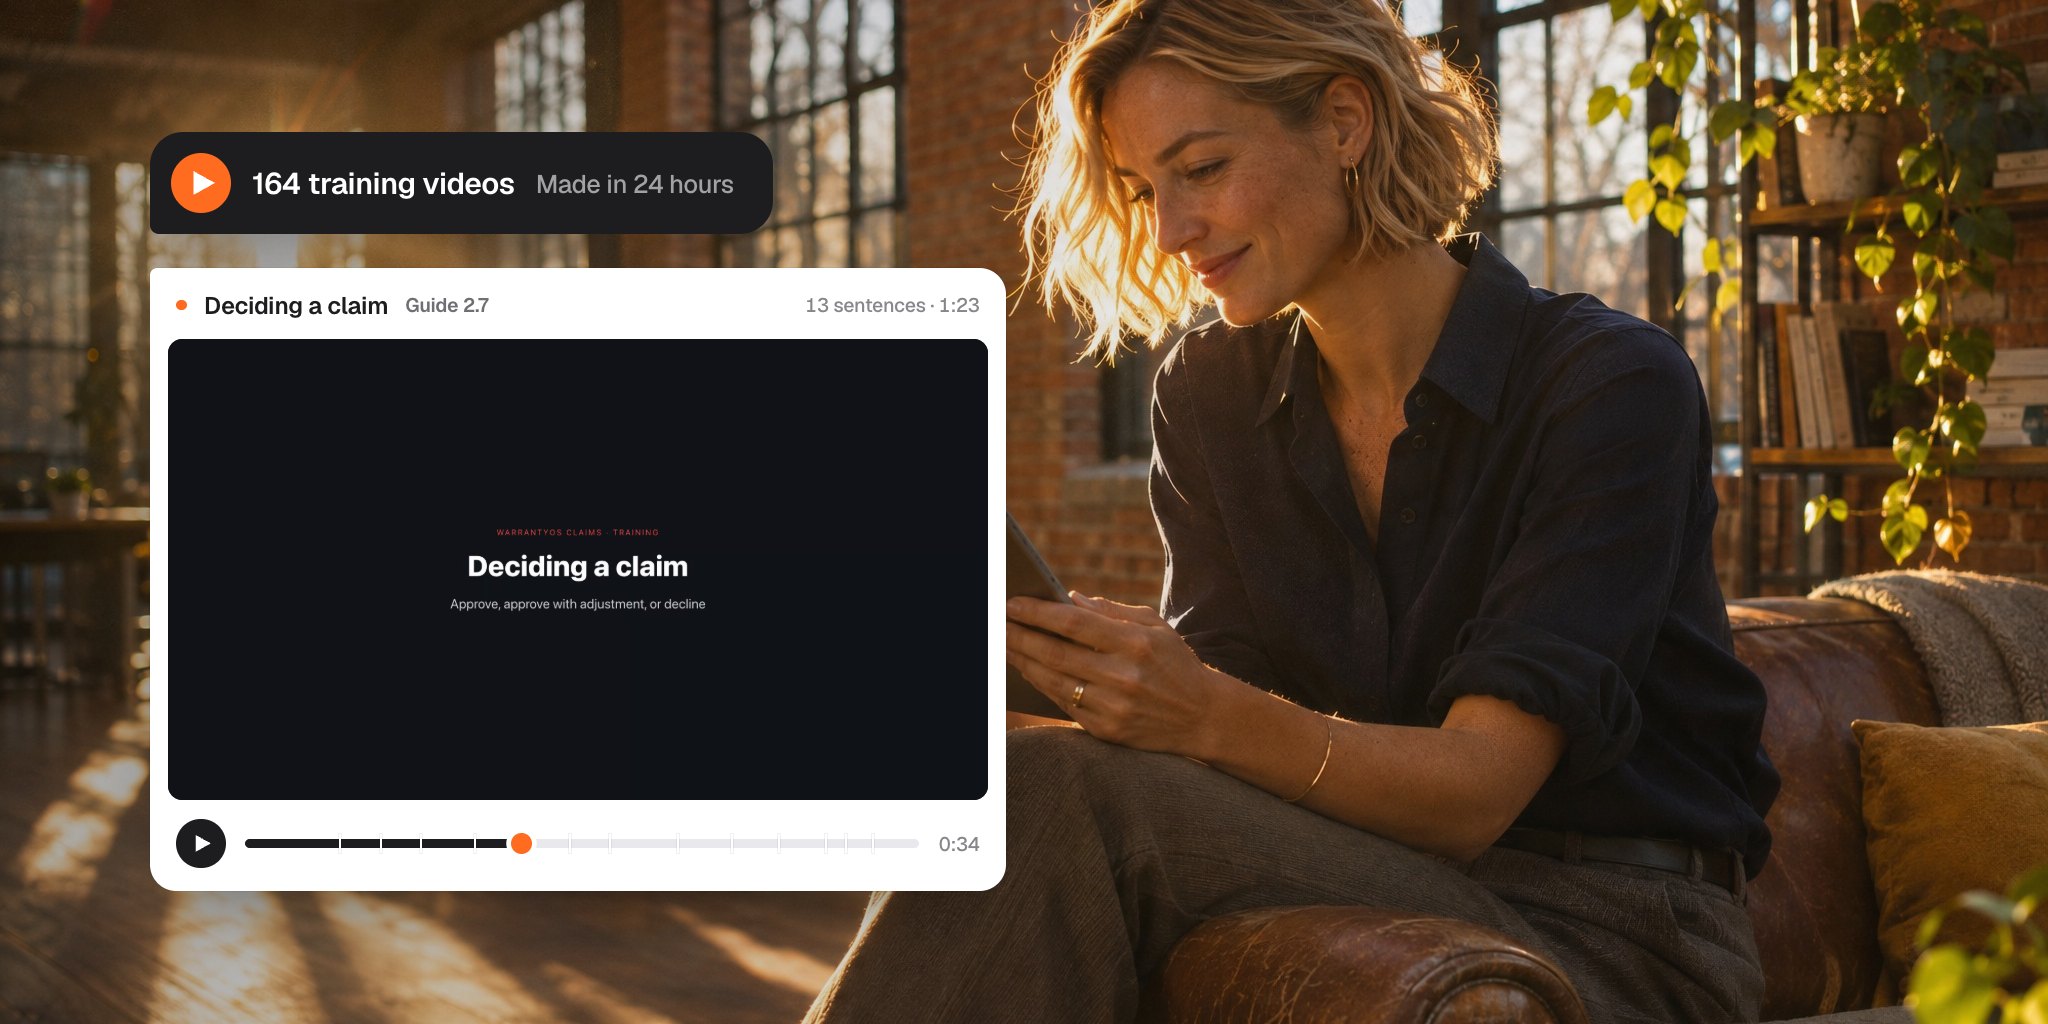 164 training videos Made in 24 hours
Deciding a claim Guide 2.7 13 sentences · 1:23
WARRANTYOS CLAIMS · TRAINING
Deciding a claim
Approve, approve with adjustment, or decline
0:34